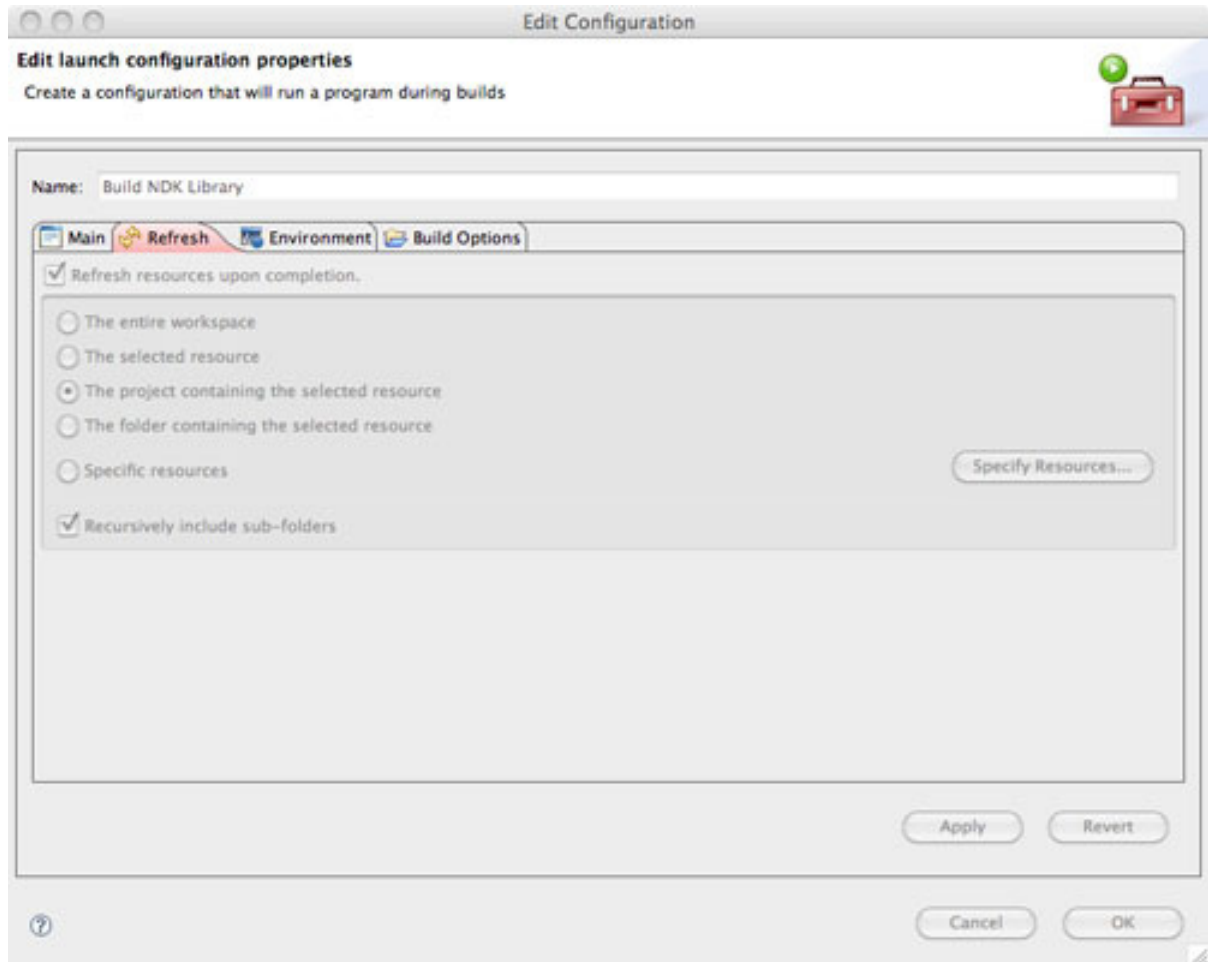 Edit Configuration
Edit launch configuration properties
Create a configuration that will run a program during builds
Name: Build NDK Library
Main Refresh Environment Build Options
Refresh resources upon completion.
The entire workspace
The selected resource
The project containing the selected resource
The folder containing the selected resource
Specific resources Specify Resources...
Recursively include sub-folders
Apply Revert
? Cancel OK